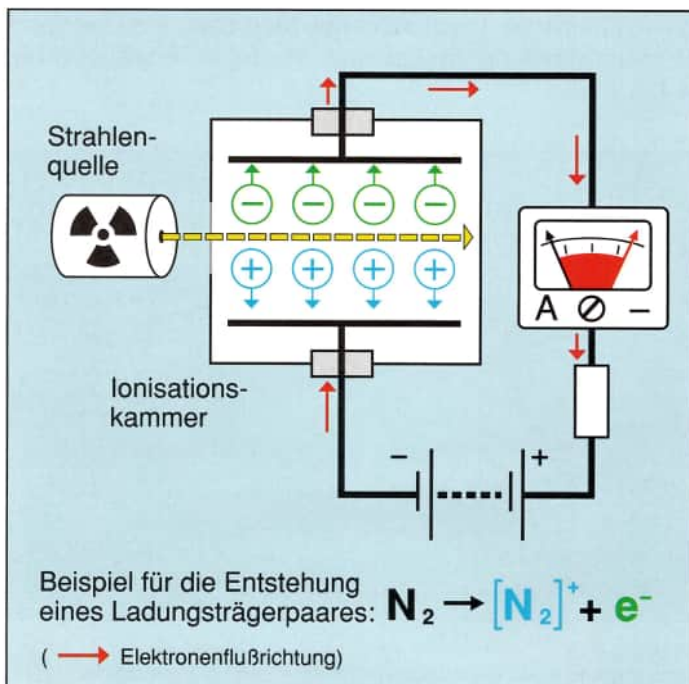 Strahlen-
quelle
Ionisations-
kammer
A −
− +
Beispiel für die Entstehung
eines Ladungsträgerpaares: N₂ → [N₂]⁺ + e⁻
( → Elektronenflußrichtung)